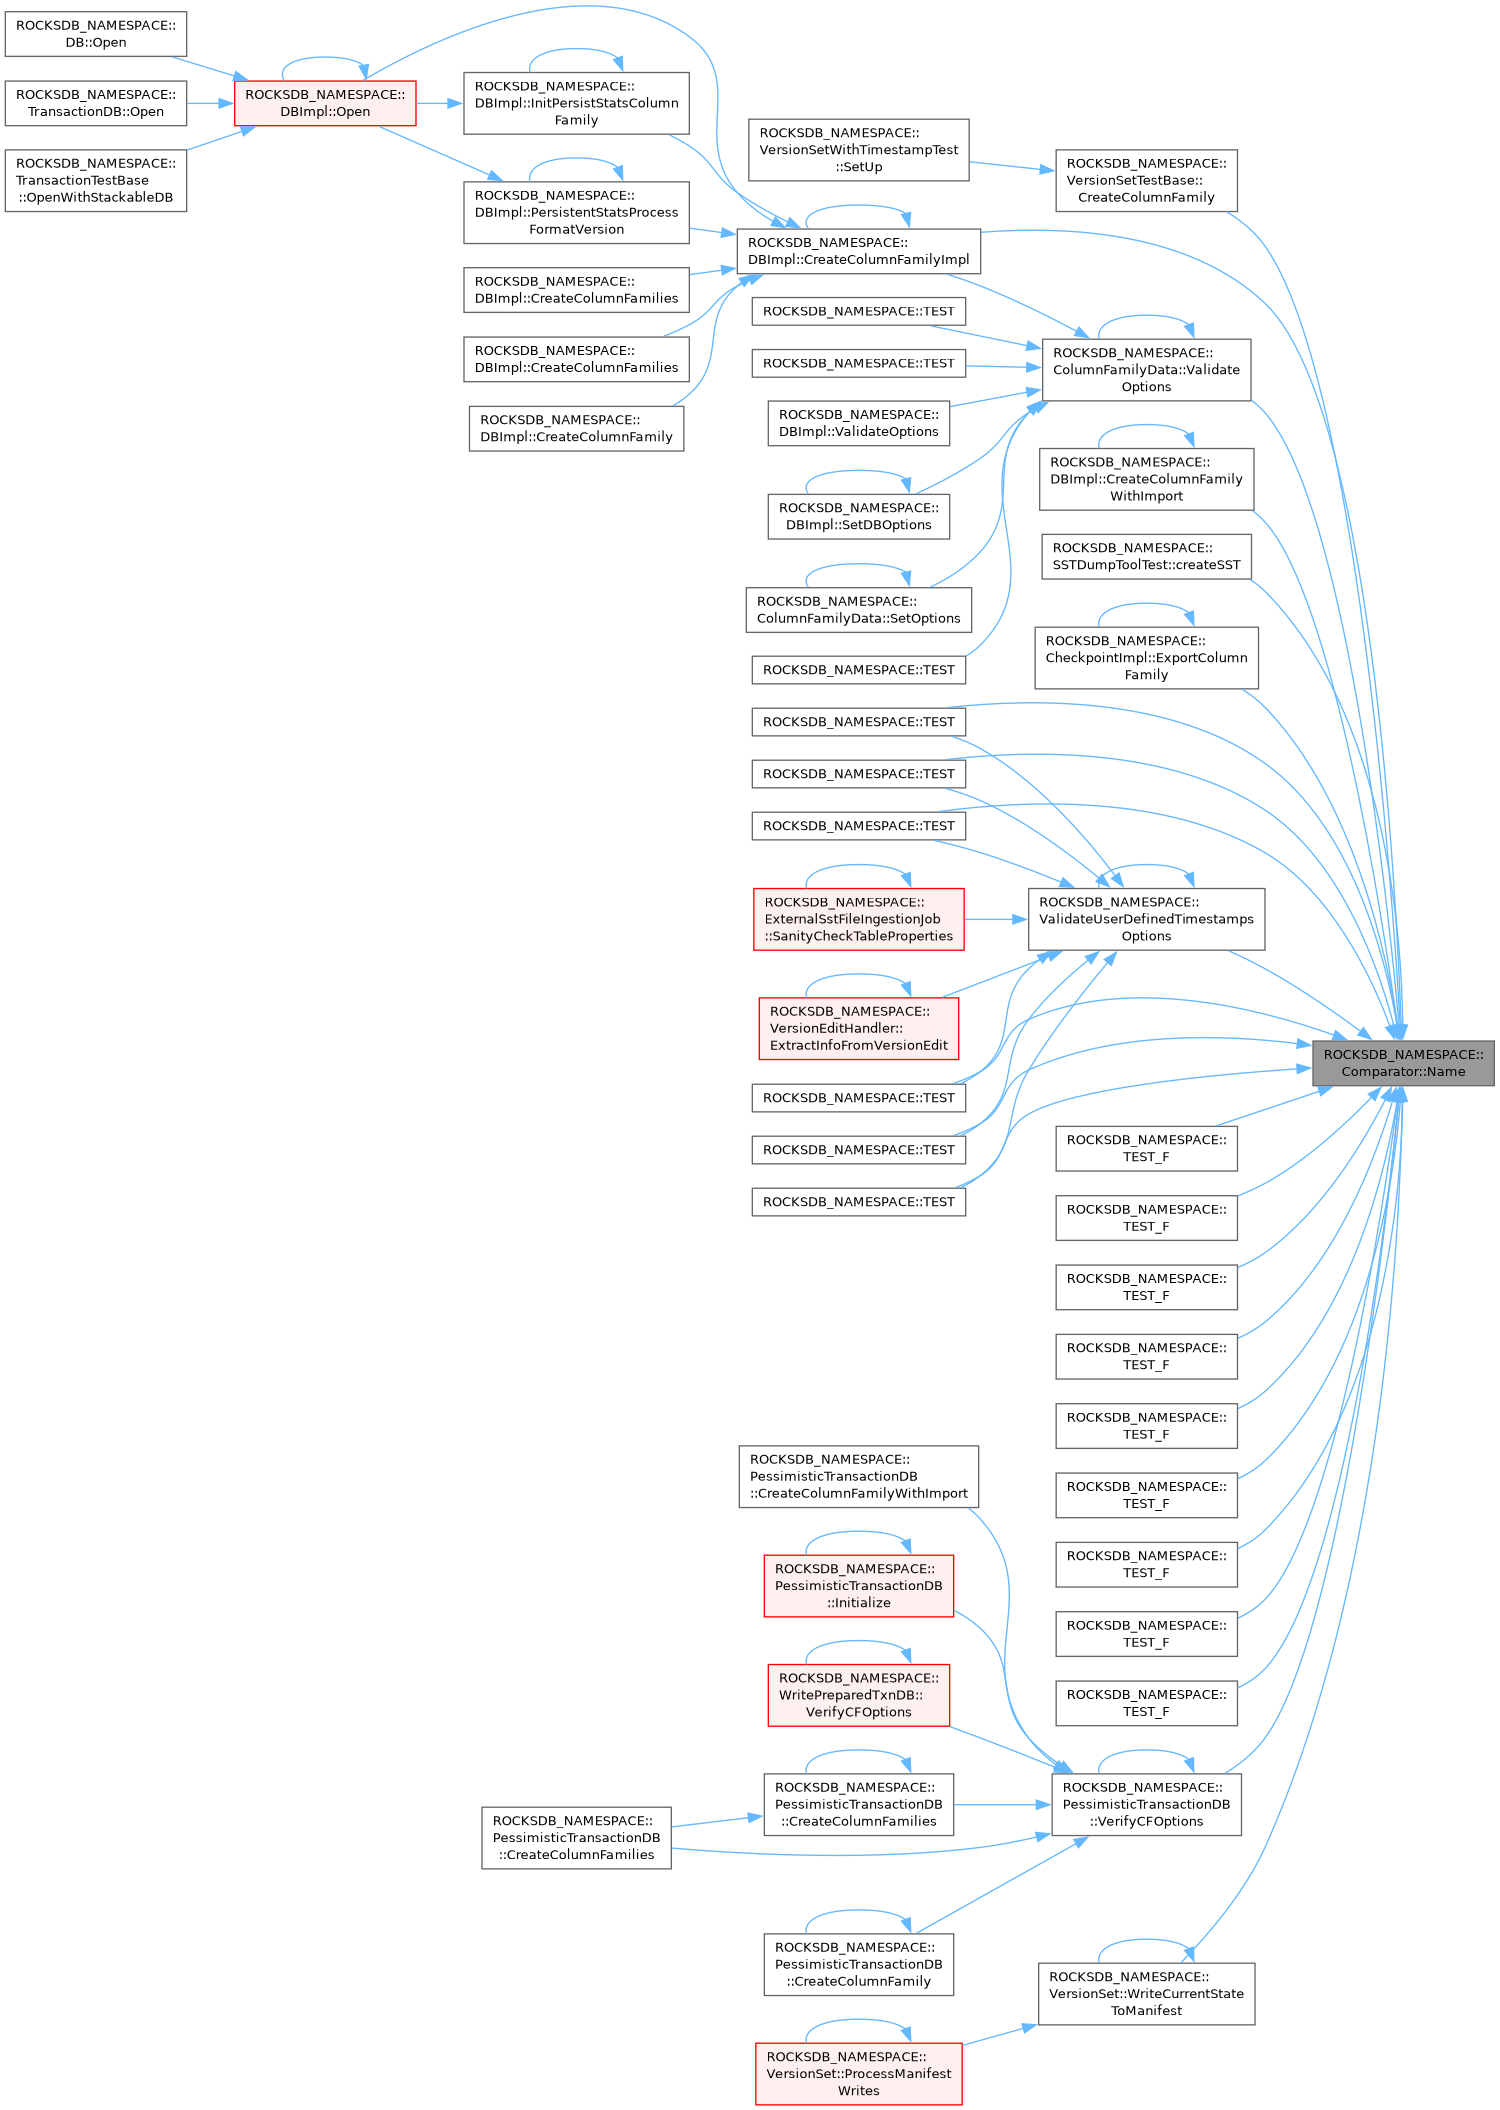 ROCKSDB_NAMESPACE::
DB::Open
ROCKSDB_NAMESPACE::
TransactionDB::Open
ROCKSDB_NAMESPACE::
TransactionTestBase
::OpenWithStackableDB
ROCKSDB_NAMESPACE::
DBImpl::Open
ROCKSDB_NAMESPACE::
DBImpl::InitPersistStatsColumn
Family
ROCKSDB_NAMESPACE::
DBImpl::PersistentStatsProcess
FormatVersion
ROCKSDB_NAMESPACE::
DBImpl::CreateColumnFamilies
ROCKSDB_NAMESPACE::
DBImpl::CreateColumnFamilies
ROCKSDB_NAMESPACE::
DBImpl::CreateColumnFamily
ROCKSDB_NAMESPACE::
PessimisticTransactionDB
::CreateColumnFamilies
ROCKSDB_NAMESPACE::
VersionSetWithTimestampTest
::SetUp
ROCKSDB_NAMESPACE::
DBImpl::CreateColumnFamilyImpl
ROCKSDB_NAMESPACE::TEST
ROCKSDB_NAMESPACE::TEST
ROCKSDB_NAMESPACE::
DBImpl::ValidateOptions
ROCKSDB_NAMESPACE::
DBImpl::SetDBOptions
ROCKSDB_NAMESPACE::
ColumnFamilyData::SetOptions
ROCKSDB_NAMESPACE::TEST
ROCKSDB_NAMESPACE::TEST
ROCKSDB_NAMESPACE::TEST
ROCKSDB_NAMESPACE::TEST
ROCKSDB_NAMESPACE::
ExternalSstFileIngestionJob
::SanityCheckTableProperties
ROCKSDB_NAMESPACE::
VersionEditHandler::
ExtractInfoFromVersionEdit
ROCKSDB_NAMESPACE::TEST
ROCKSDB_NAMESPACE::TEST
ROCKSDB_NAMESPACE::TEST
ROCKSDB_NAMESPACE::
PessimisticTransactionDB
::CreateColumnFamilyWithImport
ROCKSDB_NAMESPACE::
PessimisticTransactionDB
::Initialize
ROCKSDB_NAMESPACE::
WritePreparedTxnDB::
VerifyCFOptions
ROCKSDB_NAMESPACE::
PessimisticTransactionDB
::CreateColumnFamilies
ROCKSDB_NAMESPACE::
PessimisticTransactionDB
::CreateColumnFamily
ROCKSDB_NAMESPACE::
VersionSet::ProcessManifest
Writes
ROCKSDB_NAMESPACE::
VersionSetTestBase::
CreateColumnFamily
ROCKSDB_NAMESPACE::
ColumnFamilyData::Validate
Options
ROCKSDB_NAMESPACE::
DBImpl::CreateColumnFamily
WithImport
ROCKSDB_NAMESPACE::
SSTDumpToolTest::createSST
ROCKSDB_NAMESPACE::
CheckpointImpl::ExportColumn
Family
ROCKSDB_NAMESPACE::
ValidateUserDefinedTimestamps
Options
ROCKSDB_NAMESPACE::
TEST_F
ROCKSDB_NAMESPACE::
TEST_F
ROCKSDB_NAMESPACE::
TEST_F
ROCKSDB_NAMESPACE::
TEST_F
ROCKSDB_NAMESPACE::
TEST_F
ROCKSDB_NAMESPACE::
TEST_F
ROCKSDB_NAMESPACE::
TEST_F
ROCKSDB_NAMESPACE::
TEST_F
ROCKSDB_NAMESPACE::
TEST_F
ROCKSDB_NAMESPACE::
PessimisticTransactionDB
::VerifyCFOptions
ROCKSDB_NAMESPACE::
VersionSet::WriteCurrentState
ToManifest
ROCKSDB_NAMESPACE::
Comparator::Name